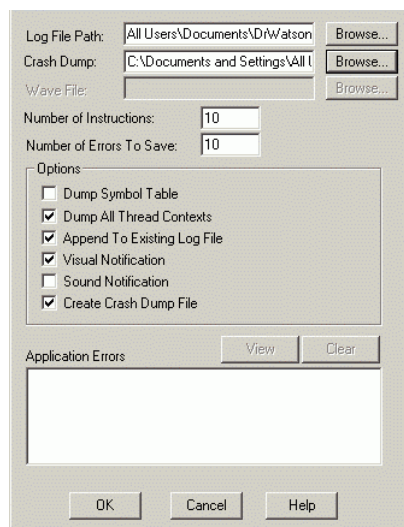 Log File Path: All Users\Documents\DrWatson Browse...
Crash Dump: C:\Documents and Settings\All Browse...
Wave File: Browse...
Number of Instructions: 10
Number of Errors To Save: 10
Options
Dump Symbol Table
Dump All Thread Contexts
Append To Existing Log File
Visual Notification
Sound Notification
Create Crash Dump File
Application Errors View Clear
OK Cancel Help